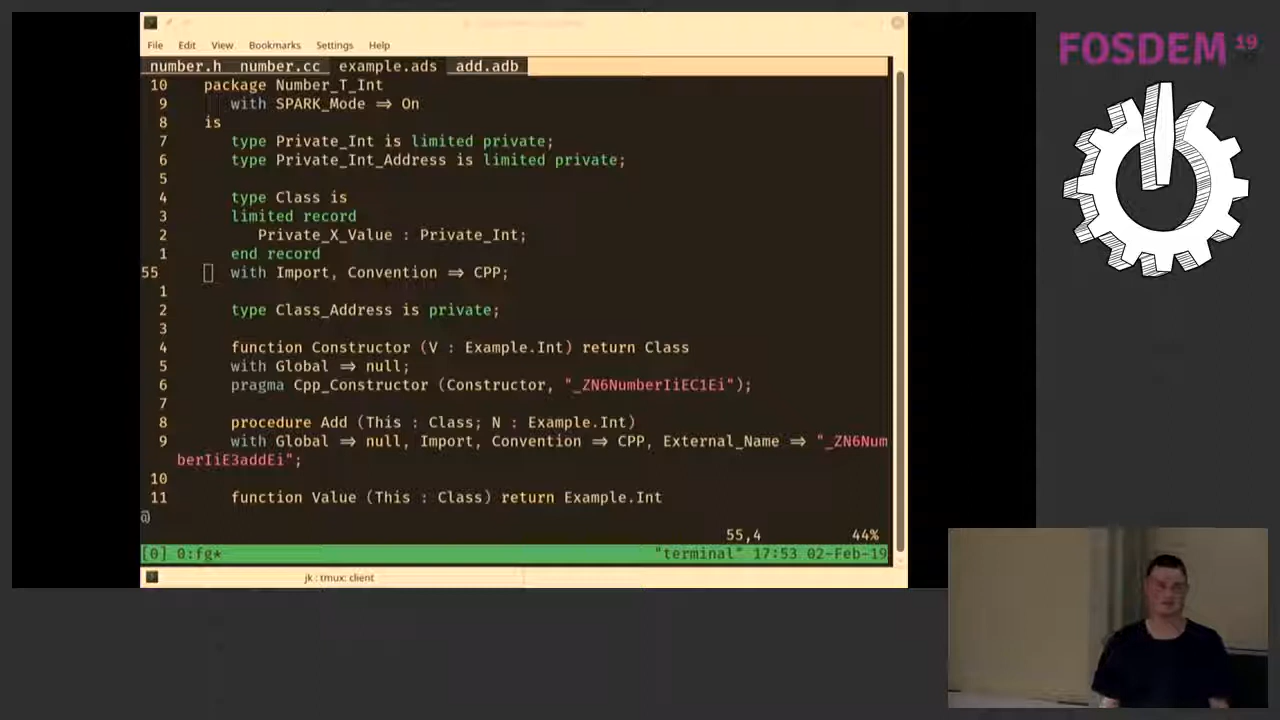 FOSDEM 19
File Edit View Bookmarks Settings Help
number.h number.cc example.ads add.adb
10 package Number_T_Int
9 with SPARK_Mode => On
8 is
7 type Private_Int is limited private;
6 type Private_Int_Address is limited private;
5
4 type Class is
3 limited record
2 Private_X_Value : Private_Int;
1 end record
55 with Import, Convention => CPP;
1
2 type Class_Address is private;
3
4 function Constructor (V : Example.Int) return Class
5 with Global => null;
6 pragma Cpp_Constructor (Constructor, "_ZN6NumberIiEC1Ei");
7
8 procedure Add (This : Class; N : Example.Int)
9 with Global => null, Import, Convention => CPP, External_Name => "_ZN6Num
berIiE3addEi";
10
11 function Value (This : Class) return Example.Int
@
55,4 44%
[0] 0:fg* "terminal" 17:53 02-Feb-19
jk : tmux: client